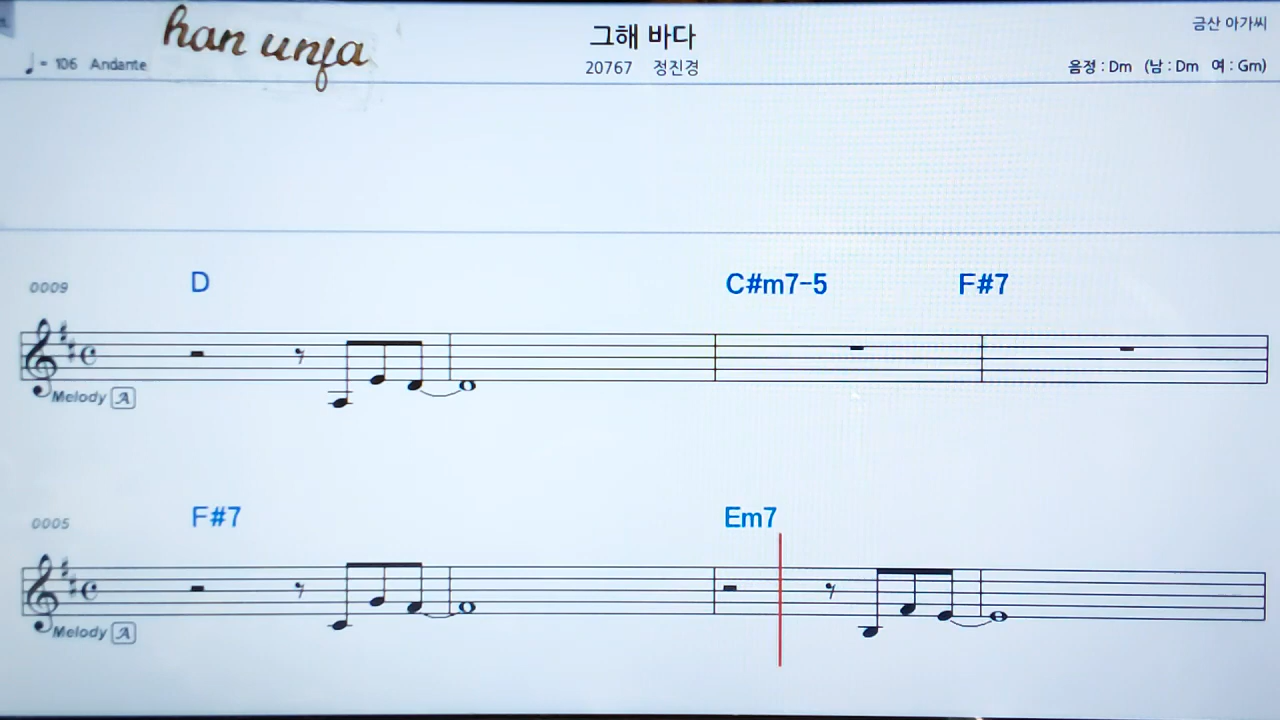 han unfa
♩= 106 Andante
그해 바다
20767 정진경
금산 아가씨
음정 : Dm (남 : Dm 여 : Gm)
0009
D
C#m7-5
F#7
Melody A
0005
F#7
Em7
Melody A